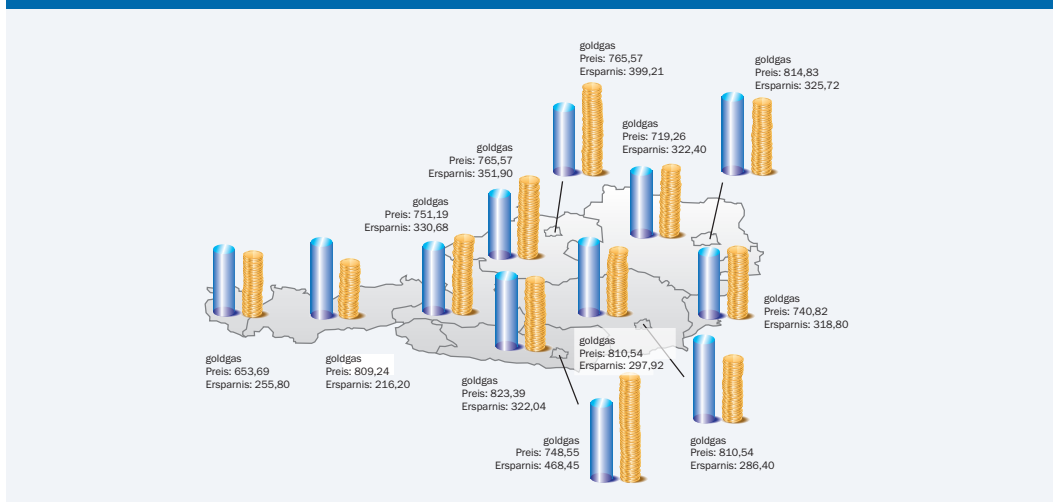 goldgas
Preis: 765,57
Ersparnis: 399,21
goldgas
Preis: 814,83
Ersparnis: 325,72
goldgas
Preis: 719,26
Ersparnis: 322,40
goldgas
Preis: 765,57
Ersparnis: 351,90
goldgas
Preis: 751,19
Ersparnis: 330,68
goldgas
Preis: 740,82
Ersparnis: 318,80
goldgas
Preis: 810,54
Ersparnis: 297,92
goldgas
Preis: 653,69
Ersparnis: 255,80
goldgas
Preis: 809,24
Ersparnis: 216,20
goldgas
Preis: 823,39
Ersparnis: 322,04
goldgas
Preis: 748,55
Ersparnis: 468,45
goldgas
Preis: 810,54
Ersparnis: 286,40